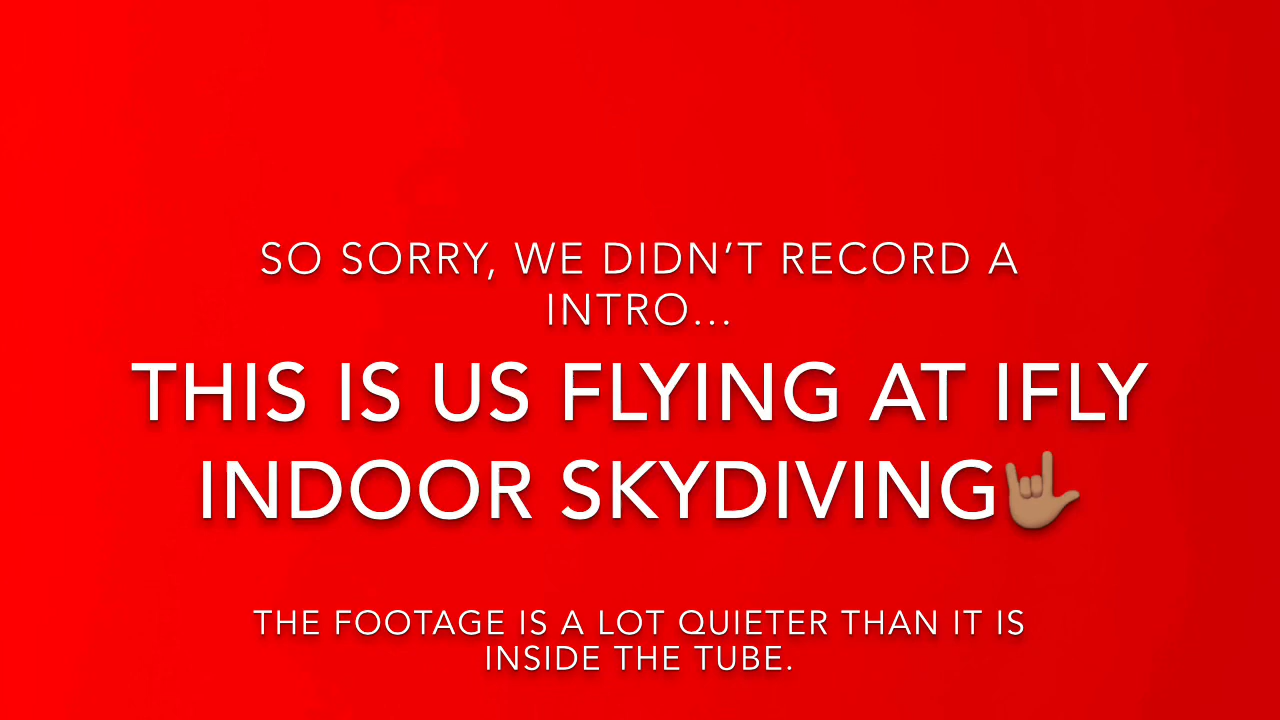 SO SORRY, WE DIDN’T RECORD A
INTRO…
THIS IS US FLYING AT IFLY
INDOOR SKYDIVING🤟🏽
THE FOOTAGE IS A LOT QUIETER THAN IT IS
INSIDE THE TUBE.